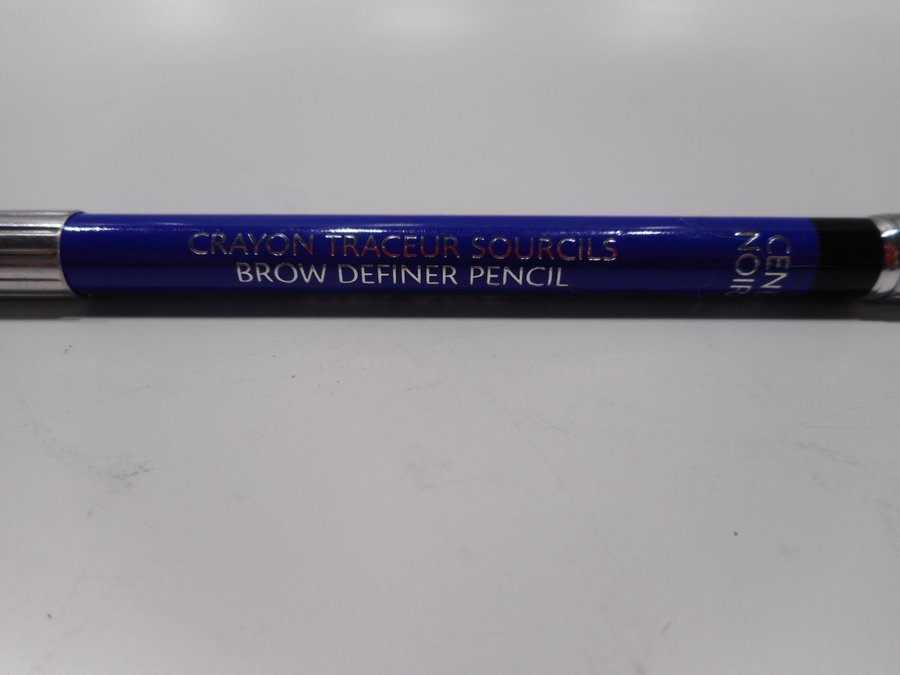 CRAYON TRACEUR SOURCILS
BROW DEFINER PENCIL
NOIR